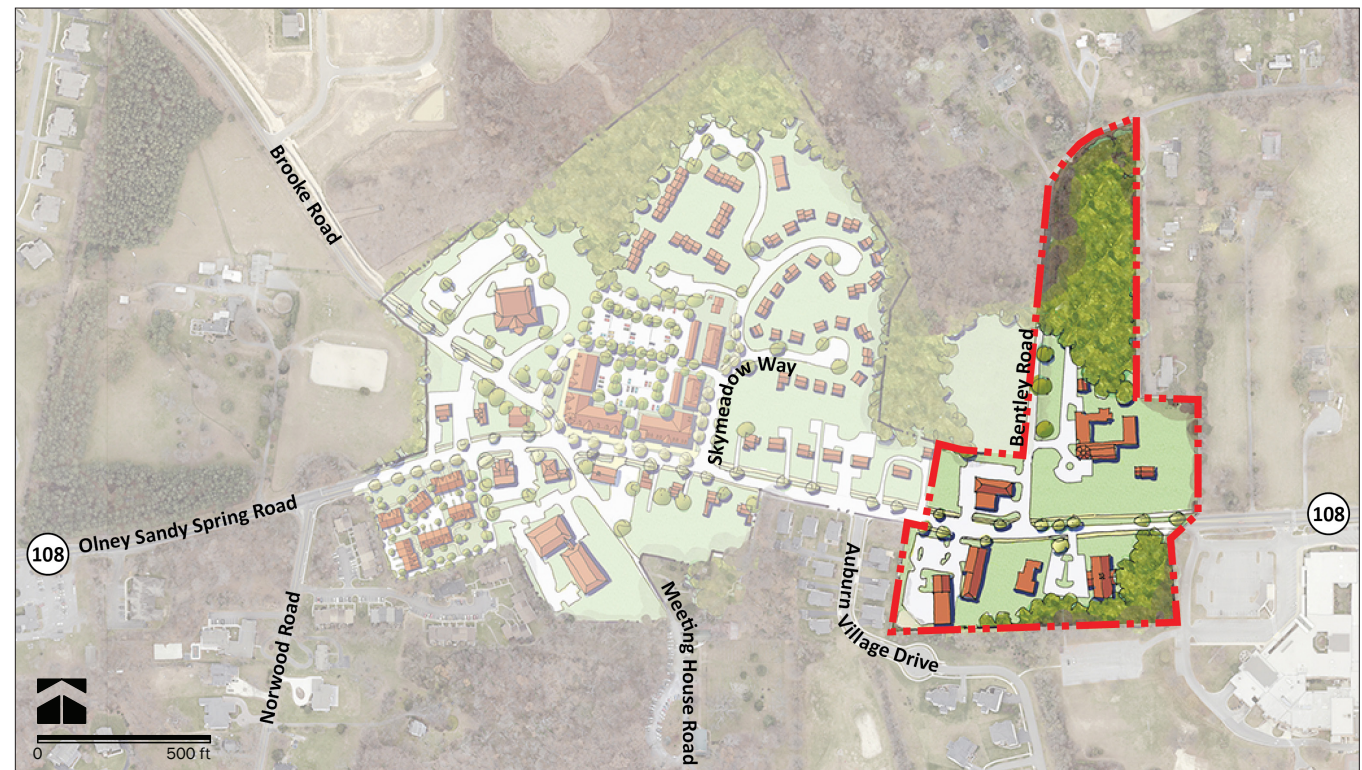 Brooke Road
Skymeadow Way
Bentley Road
108
Olney Sandy Spring Road
108
Norwood Road
Meeting House Road
Auburn Village Drive
0
500 ft